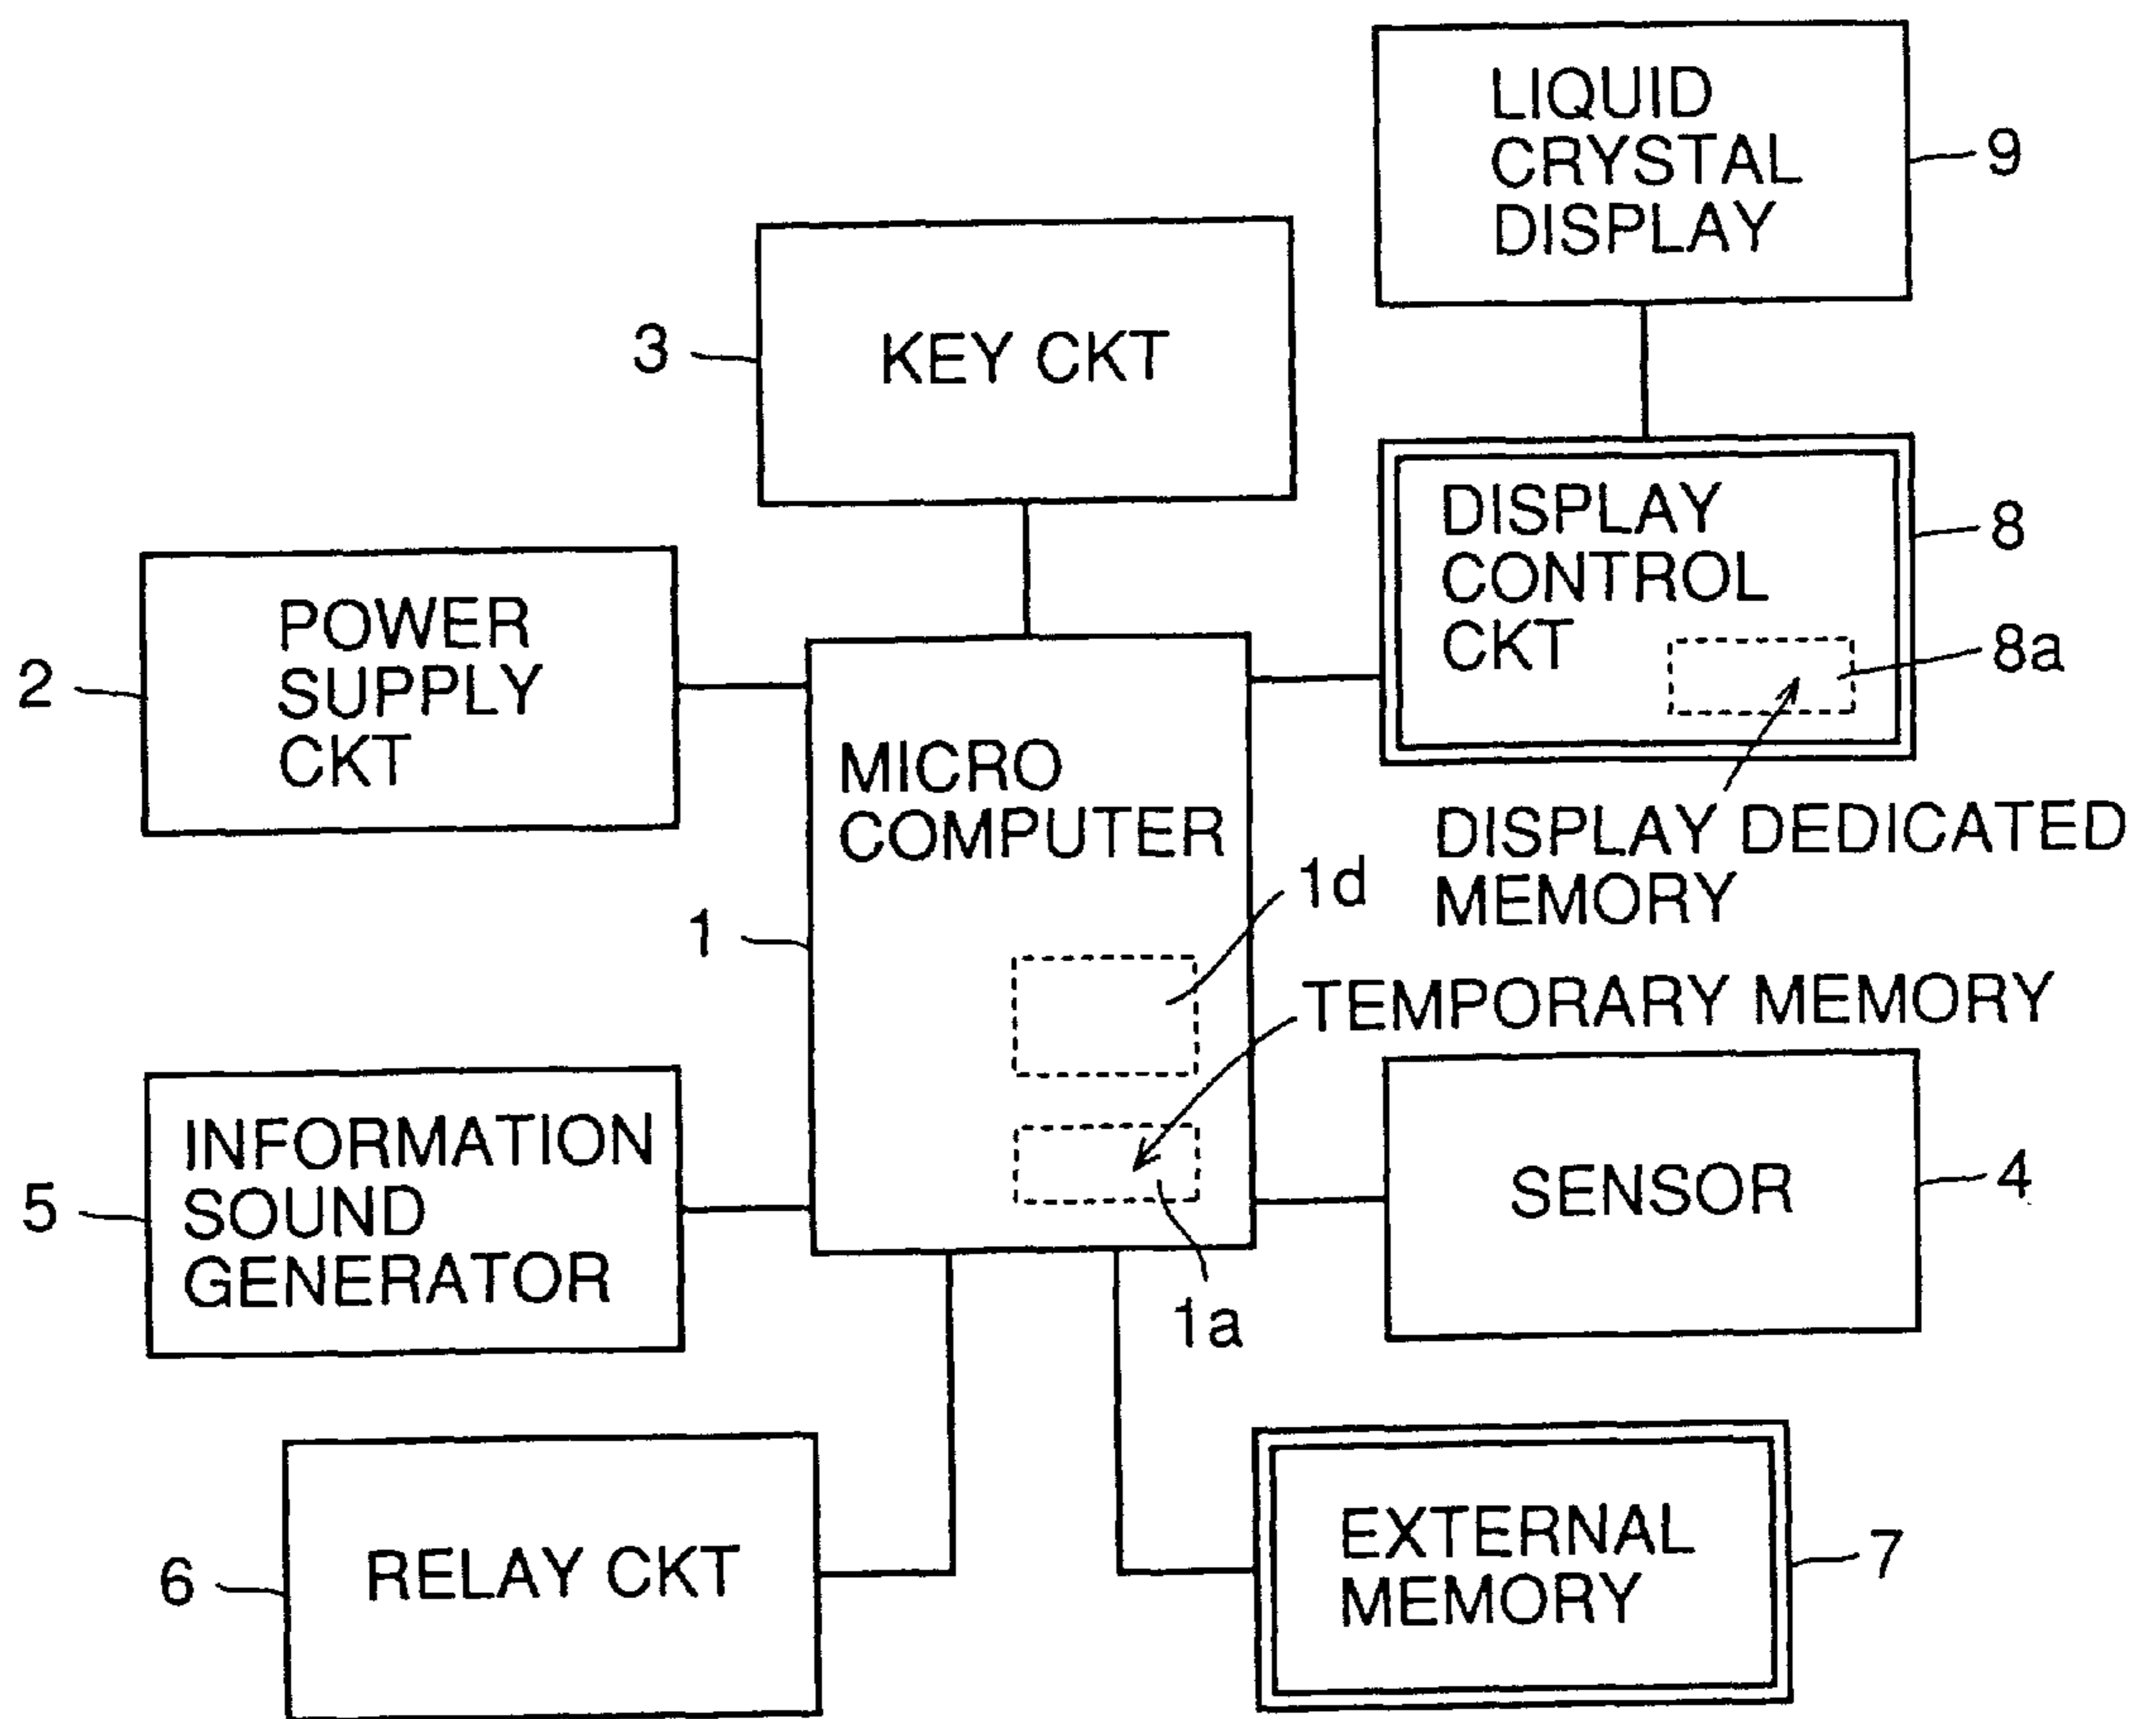 LIQUID
CRYSTAL
DISPLAY
9
3
KEY CKT
DISPLAY
CONTROL
CKT
8
8a
2
POWER
SUPPLY
CKT
MICRO
COMPUTER
DISPLAY DEDICATED
MEMORY
1
1d
TEMPORARY MEMORY
5
INFORMATION
SOUND
GENERATOR
SENSOR
4
1a
6
RELAY CKT
EXTERNAL
MEMORY
7